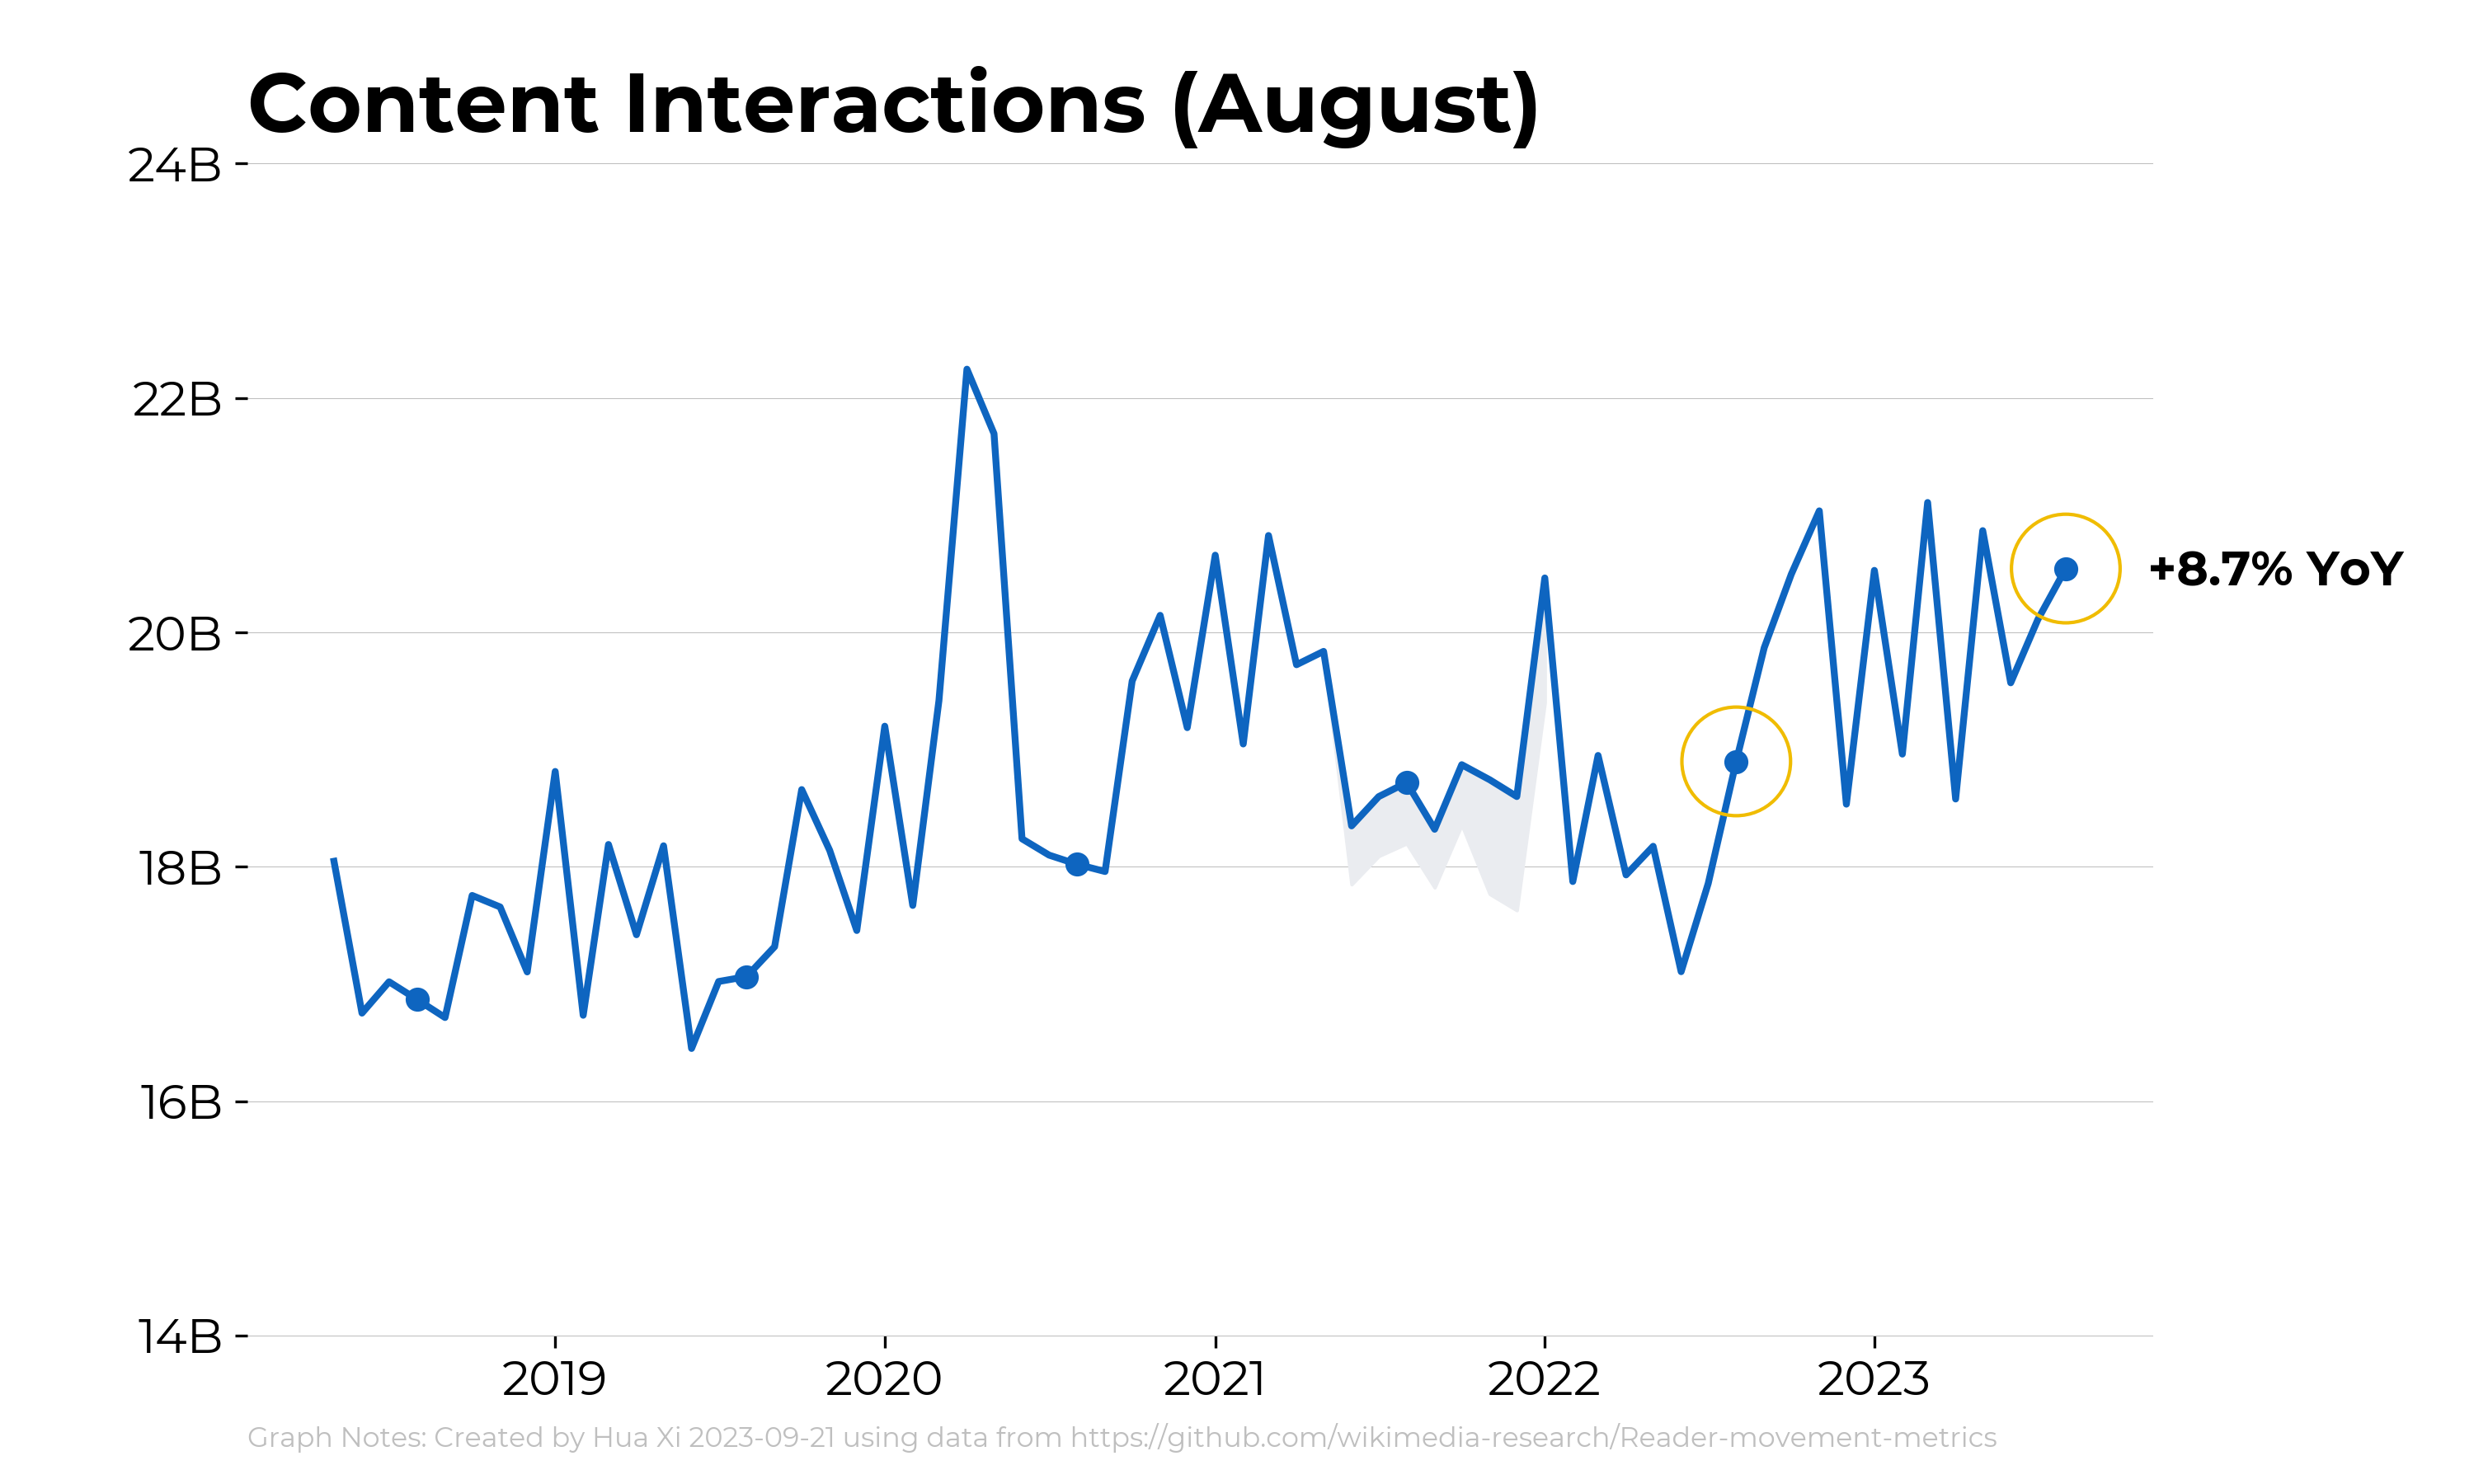 Content Interactions (August)
24B
22B
20B
+8.7% YoY
18B
16B
14B
2019 2020 2021 2022 2023
Graph Notes: Created by Hua Xi 2023-09-21 using data from https://github.com/wikimedia-research/Reader-movement-metrics